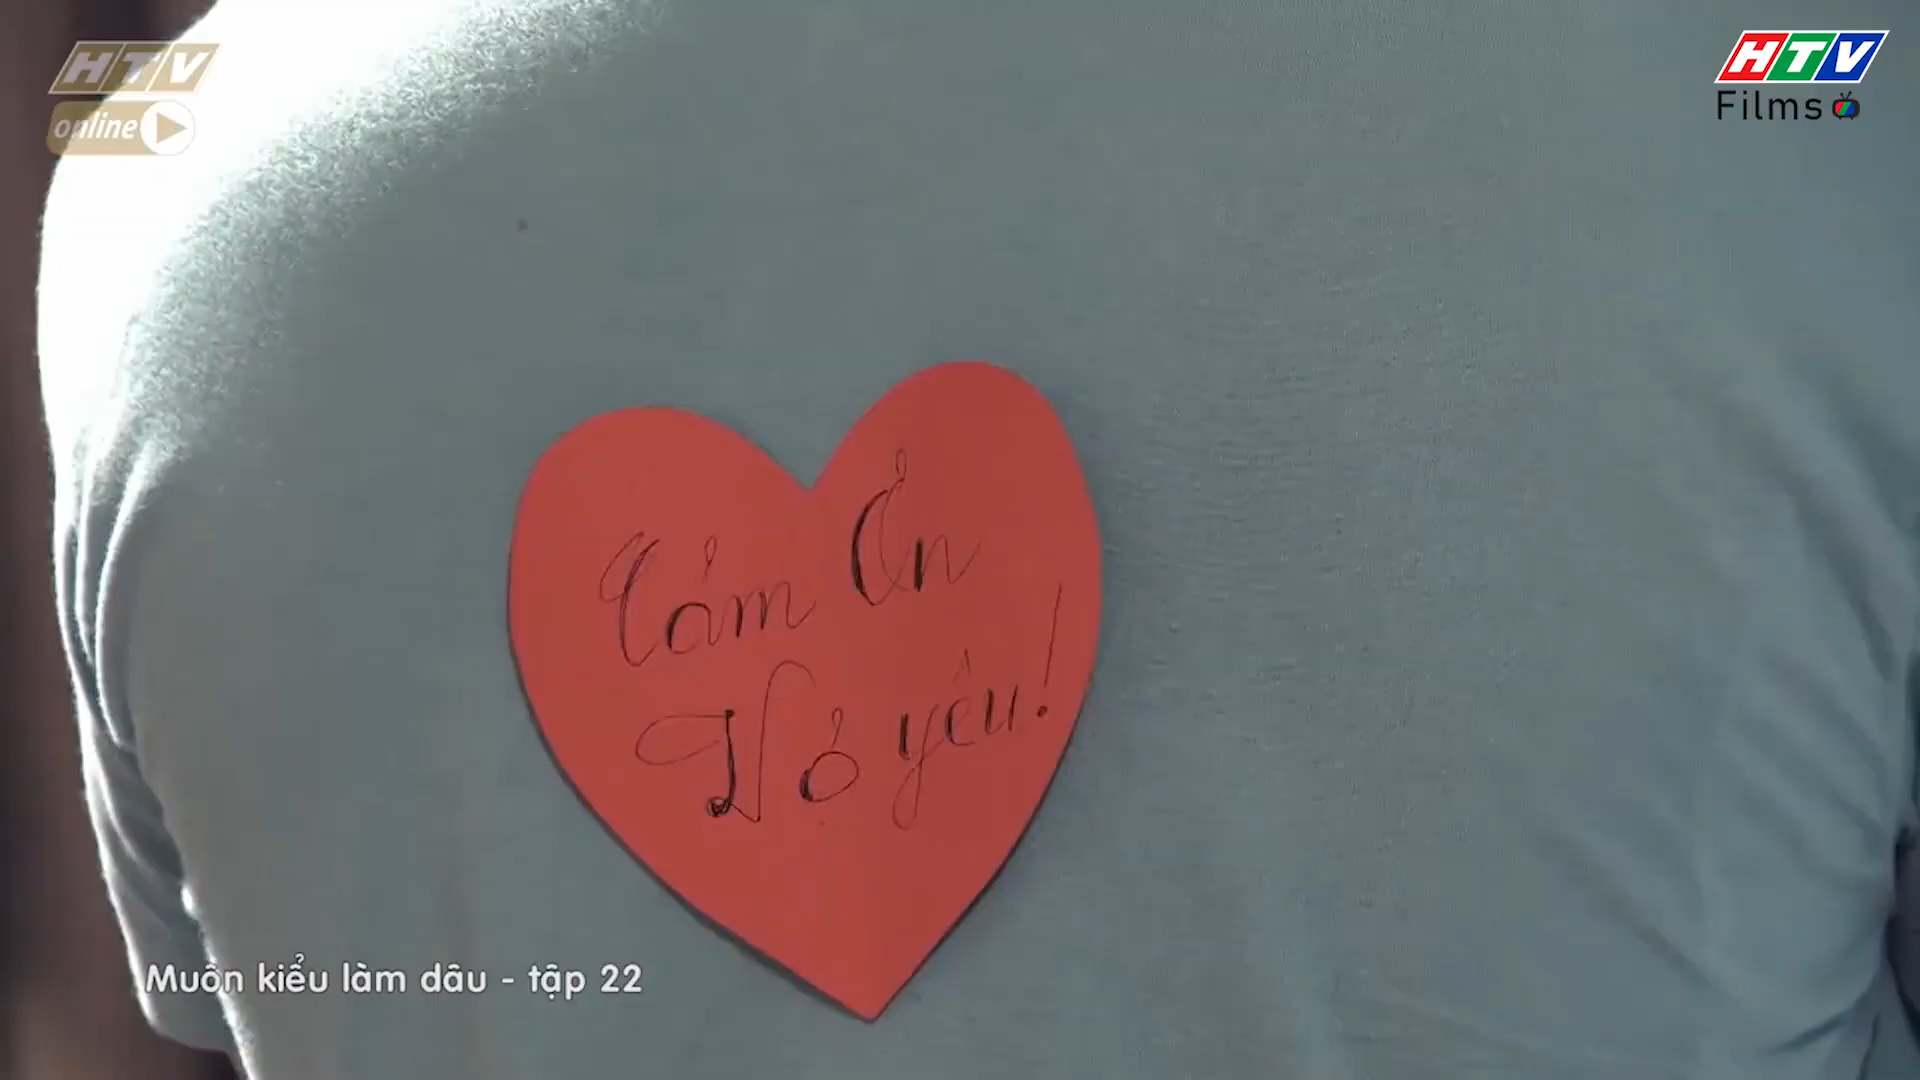 HTV
online
HTV
Films
Cảm Ơn
Vợ yêu!
Muôn kiểu làm dâu - tập 22